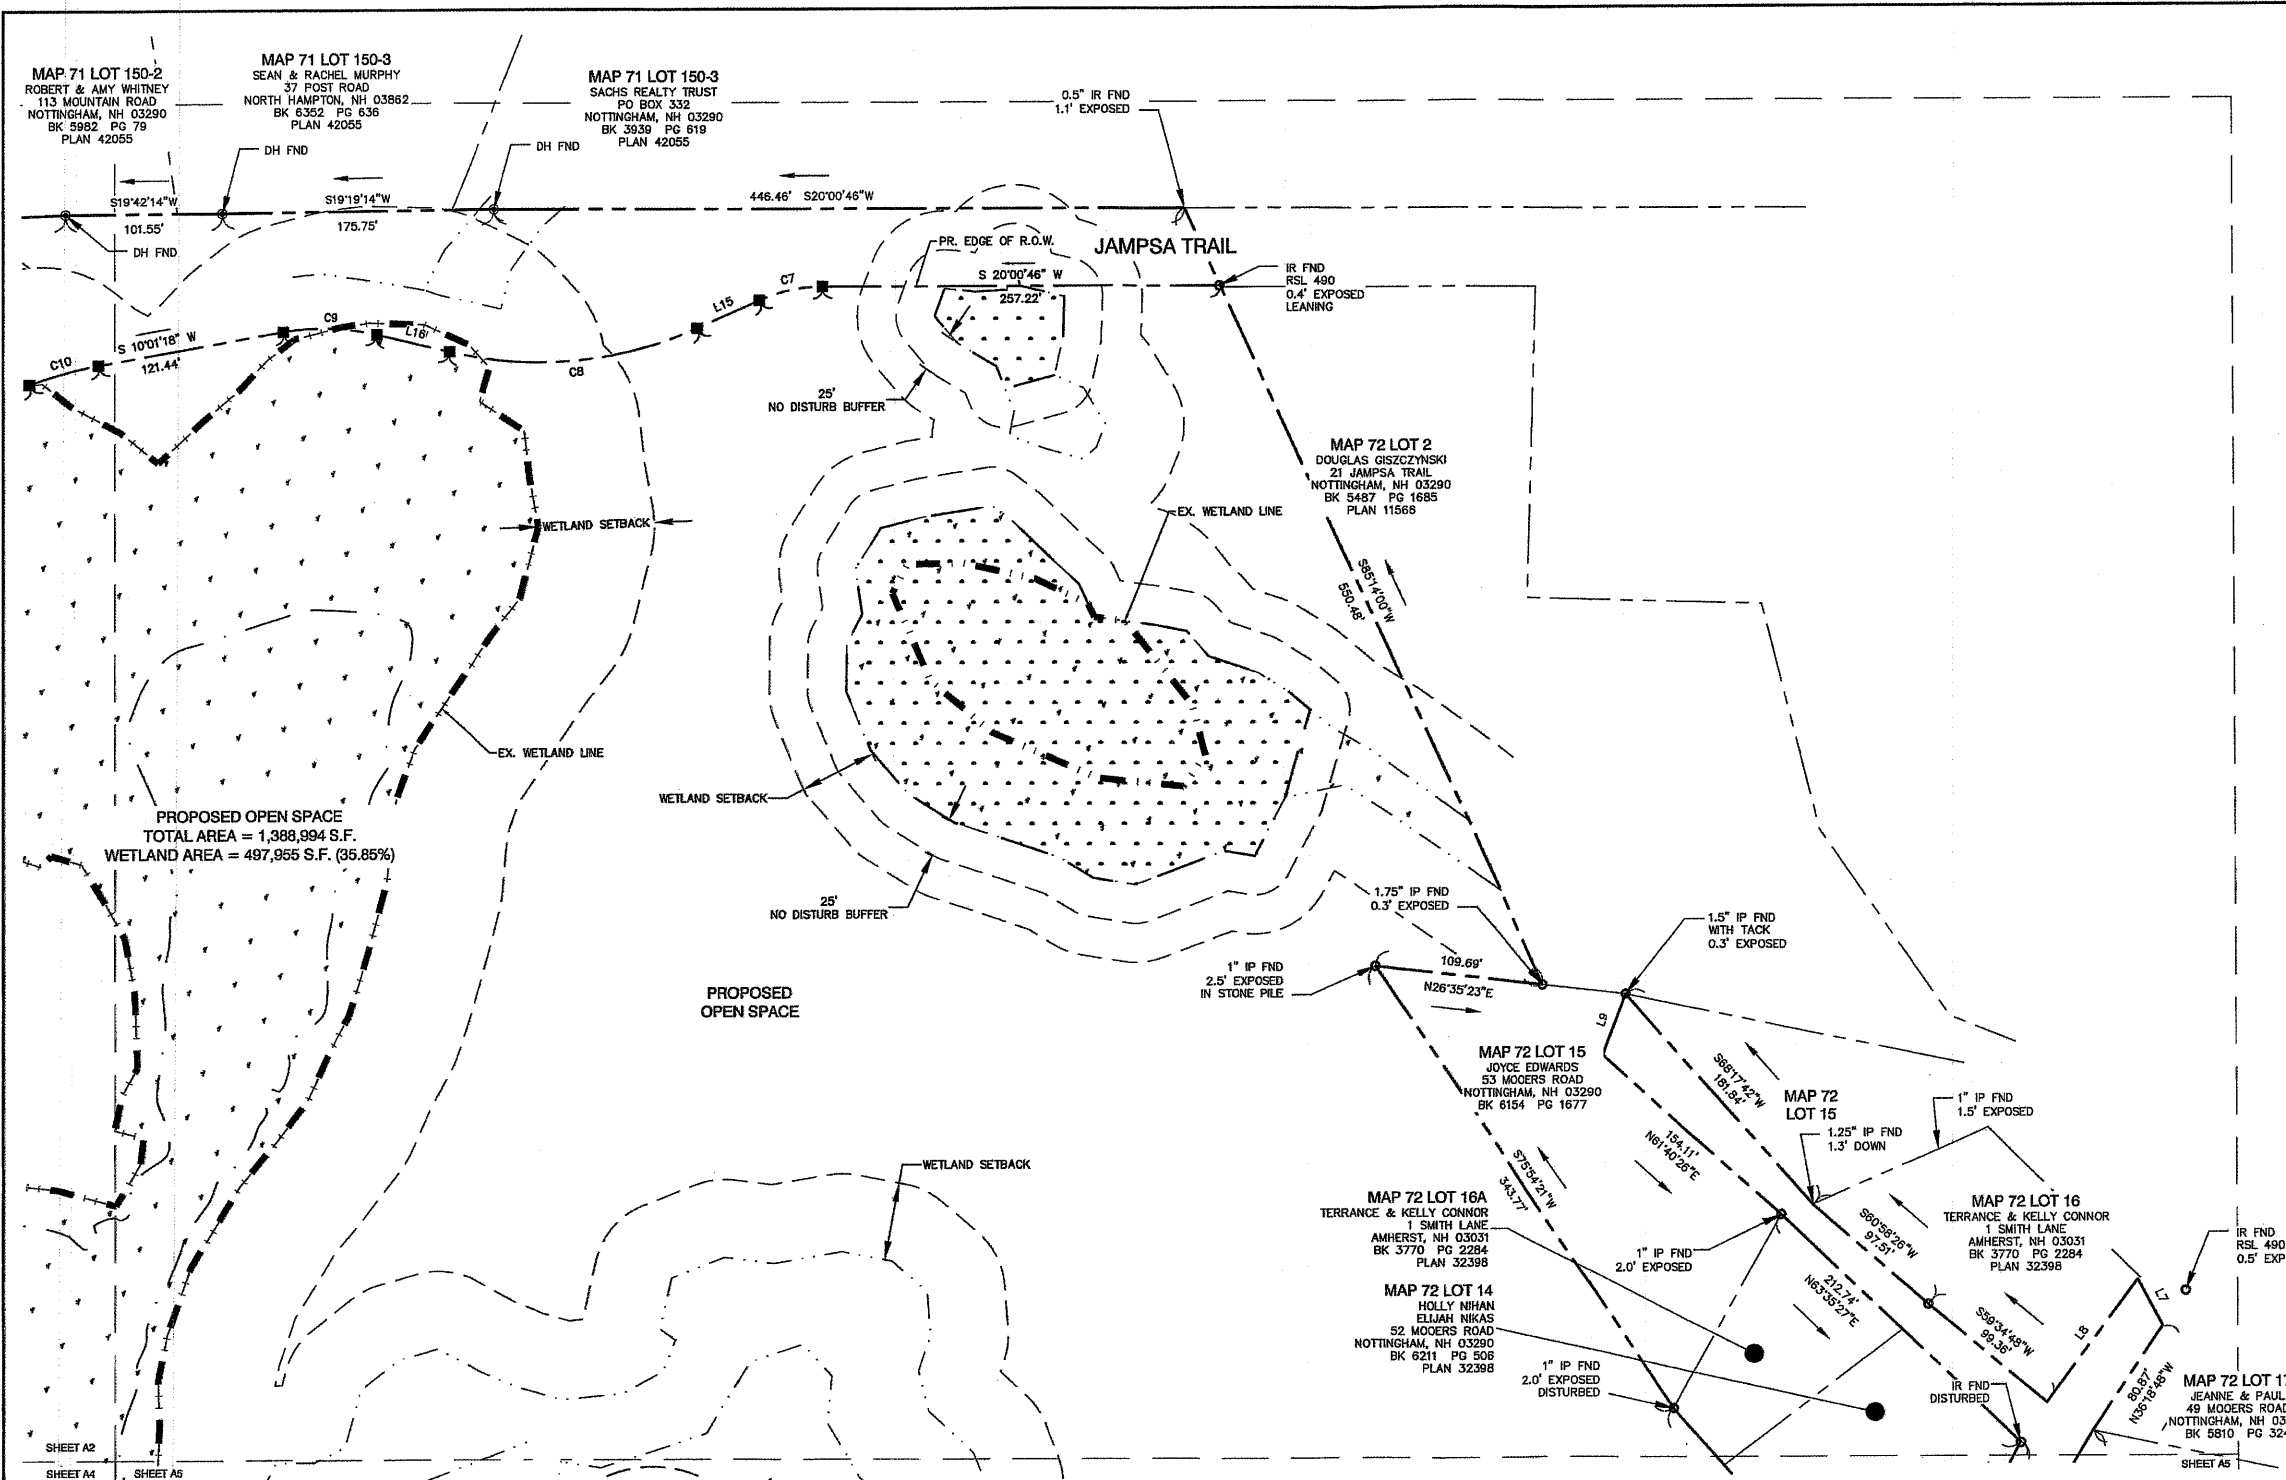 MAP 71 LOT 150-2
ROBERT & AMY WHITNEY
113 MOUNTAIN ROAD
NOTTINGHAM, NH 03290
BK 5982 PG 79
PLAN 42055
MAP 71 LOT 150-3
SEAN & RACHEL MURPHY
37 POST ROAD
NORTH HAMPTON, NH 03862
BK 6352 PG 636
PLAN 42055
MAP 71 LOT 150-3
SACHS REALTY TRUST
PO BOX 332
NOTTINGHAM, NH 03290
BK 3939 PG 619
PLAN 42055
0.5" IR FND
1.1' EXPOSED
DH FND
DH FND
DH FND
S19°42'14"W
101.55'
S19°19'14"W
175.75'
446.46' S20°00'46"W
PR. EDGE OF R.O.W.
JAMPSA TRAIL
S 20°00'46" W
257.22'
IR FND
RSL 490
0.4' EXPOSED
LEANING
C7
L15
C9
L16
C8
C10
S 10°01'18" W
121.44'
25'
NO DISTURB BUFFER
MAP 72 LOT 2
DOUGLAS GISZCZYNSKI
21 JAMPSA TRAIL
NOTTINGHAM, NH 03290
BK 5487 PG 1685
PLAN 11566
WETLAND SETBACK
EX. WETLAND LINE
S85°14'00"W
550.48'
EX. WETLAND LINE
WETLAND SETBACK
PROPOSED OPEN SPACE
TOTAL AREA = 1,388,994 S.F.
WETLAND AREA = 497,955 S.F. (35.85%)
25'
NO DISTURB BUFFER
1.75" IP FND
0.3' EXPOSED
1.5" IP FND
WITH TACK
0.3' EXPOSED
1" IP FND
2.5' EXPOSED
IN STONE PILE
109.69'
N26°35'23"E
PROPOSED
OPEN SPACE
L9
MAP 72 LOT 15
JOYCE EDWARDS
53 MOOERS ROAD
NOTTINGHAM, NH 03290
BK 6154 PG 1677
S68°17'42"W
181.84'
MAP 72
LOT 15
1" IP FND
1.5' EXPOSED
1.25" IP FND
1.3' DOWN
154.11'
N61°40'26"E
WETLAND SETBACK
S75°54'21"W
343.77'
MAP 72 LOT 16A
TERRANCE & KELLY CONNOR
1 SMITH LANE
AMHERST, NH 03031
BK 3770 PG 2284
PLAN 32398
MAP 72 LOT 16
TERRANCE & KELLY CONNOR
1 SMITH LANE
AMHERST, NH 03031
BK 3770 PG 2284
PLAN 32398
S60°58'26"W
97.51'
IR FND
RSL 490
0.5' EXP
1" IP FND
2.0' EXPOSED
212.74'
N63°35'27"E
MAP 72 LOT 14
HOLLY NIHAN
ELIJAH NIKAS
52 MOOERS ROAD
NOTTINGHAM, NH 03290
BK 6211 PG 506
PLAN 32398
L7
L8
S59°34'48"W
99.36'
1" IP FND
2.0' EXPOSED
DISTURBED
IR FND
DISTURBED
80.87'
N36°18'48"W
MAP 72 LOT 17
JEANNE & PAUL
49 MOOERS ROAD
NOTTINGHAM, NH 03
BK 5810 PG 324
SHEET A2
SHEET A4
SHEET A5
SHEET A5